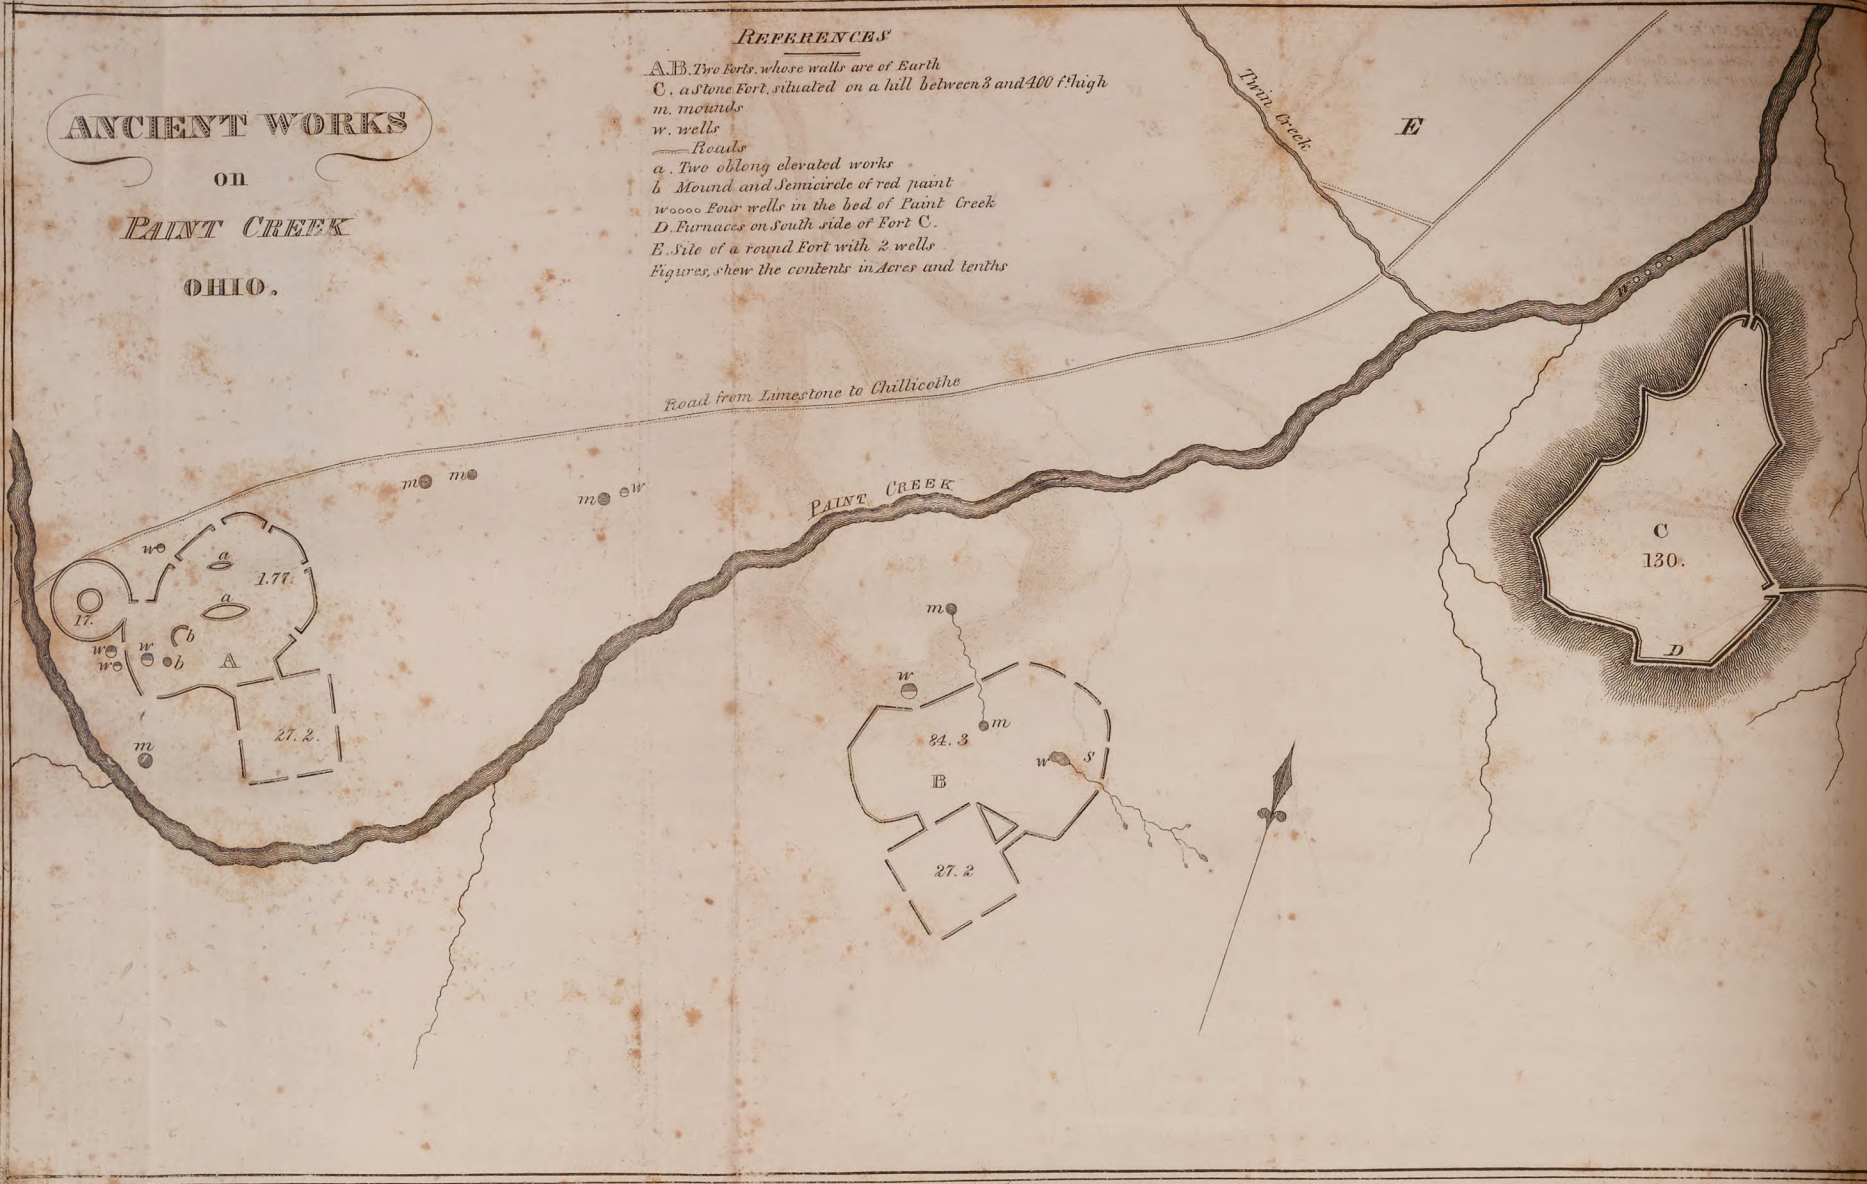 ANCIENT WORKS
on
PAINT CREEK
OHIO.
REFERENCES
A.B. Two Forts, whose walls are of Earth
C. a Stone Fort, situated on a hill between 3 and 400 ft. high
m. mounds
w. wells
Roads
a. Two oblong elevated works
b Mound and Semicircle of red paint
w oooo Four wells in the bed of Paint Creek
D. Furnaces on South side of Fort C.
E. Site of a round Fort with 2 wells
Figures, shew the contents in Acres and tenths
Twin Creek
E
w
Road from Limestone to Chillicothe
PAINT CREEK
m
m
m
w
w
a
1.77.
a
17.
b
w
w
w
b
A
27. 2.
m
m
w
m
84. 3
w
S
B
27. 2
C
130.
D